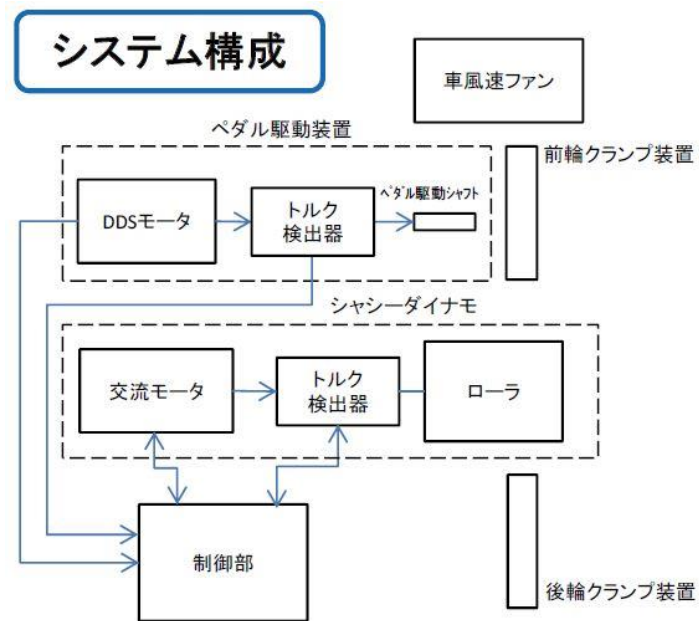 システム構成
車風速ファン
ペダル駆動装置
前輪クランプ装置
DDSモータ
トルク
検出器
ペダル駆動シャフト
シャシーダイナモ
交流モータ
トルク
検出器
ローラ
制御部
後輪クランプ装置